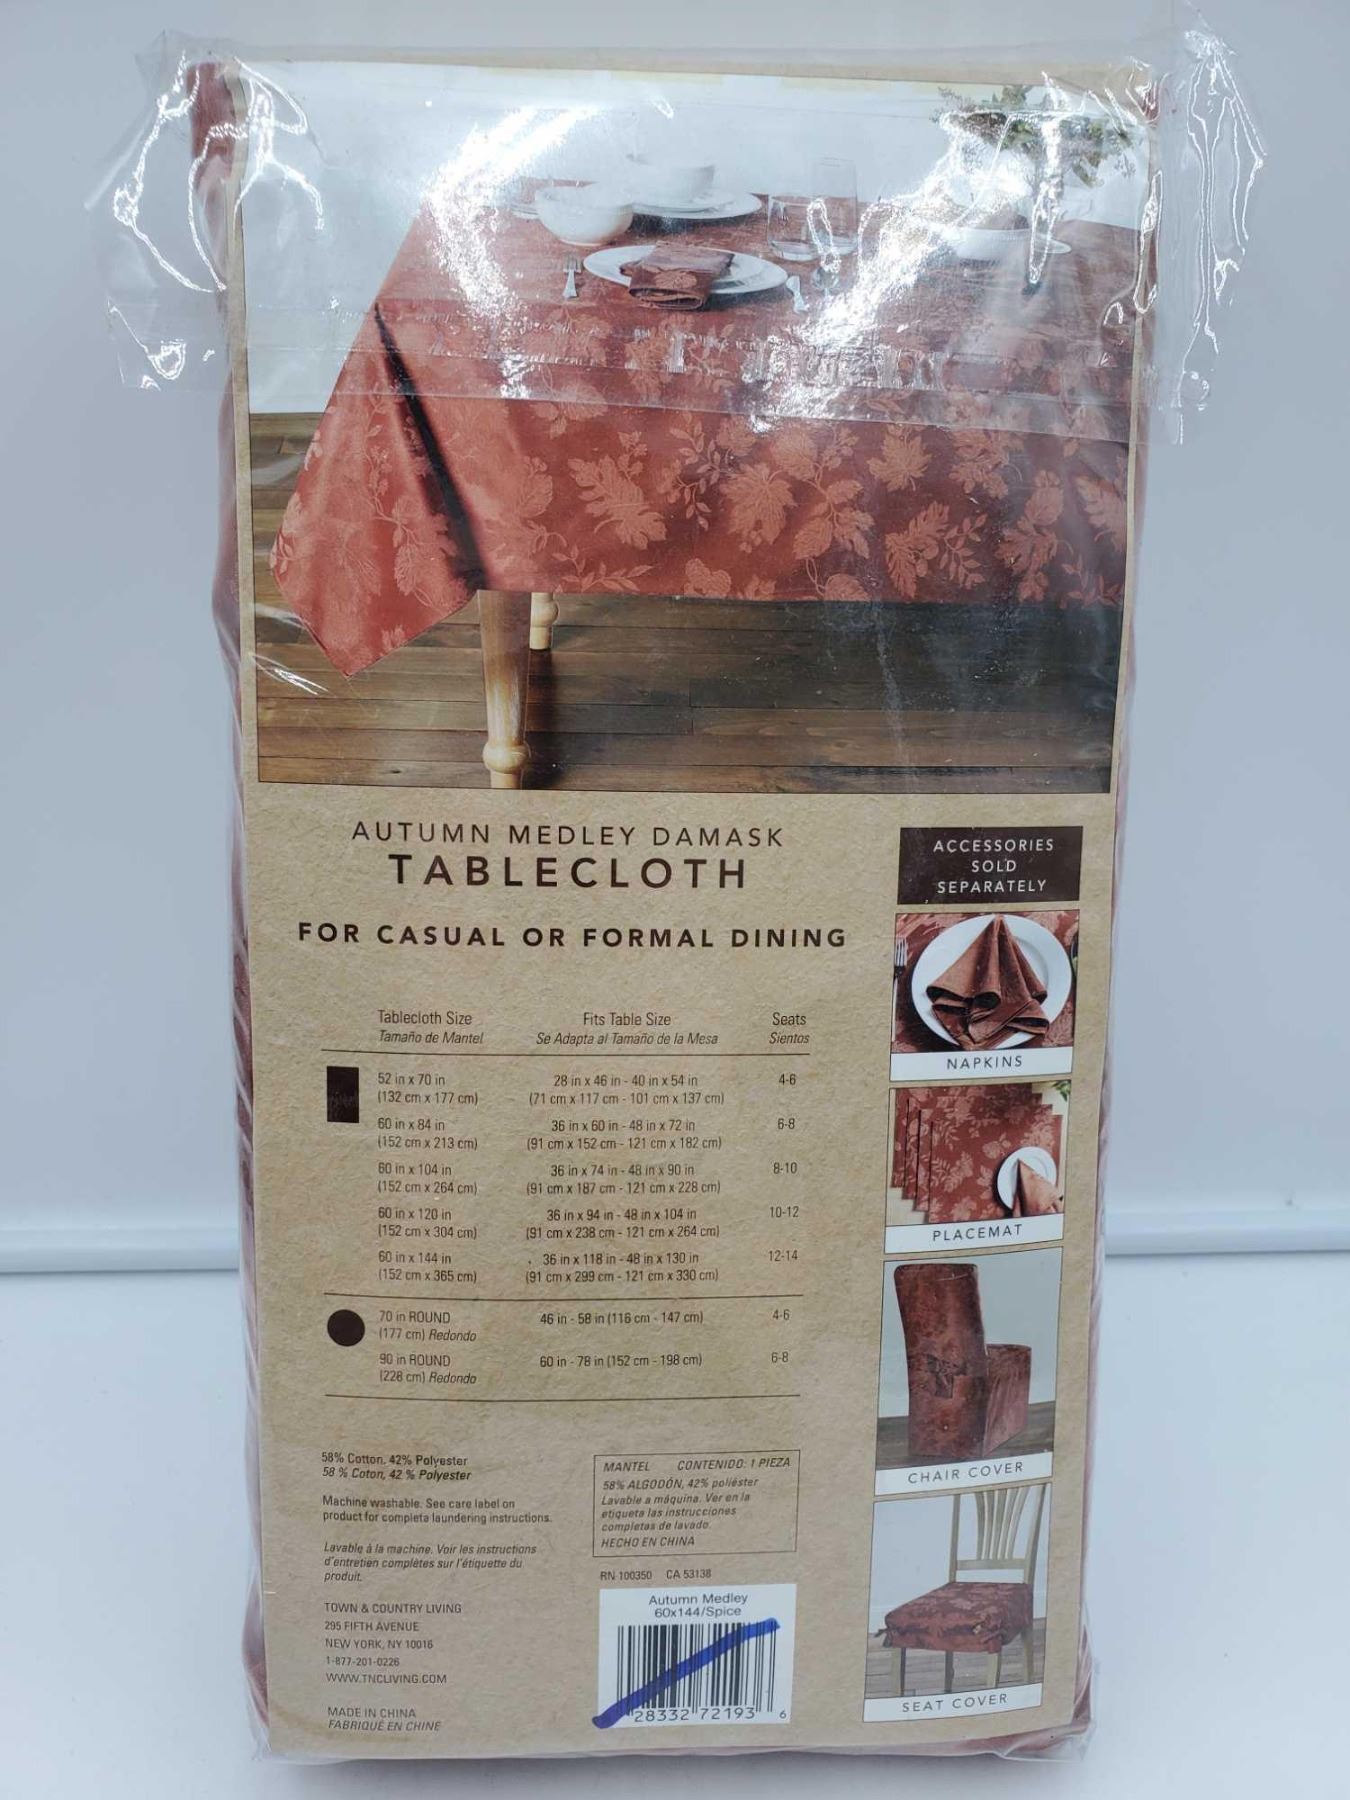 AUTUMN MEDLEY DAMASK
TABLECLOTH
FOR CASUAL OR FORMAL DINING
Tablecloth Size Fits Table Size Seats
Tamaño de Mantel Se Adapta al Tamaño de la Mesa Sientos
52 in x 70 in 28 in x 46 in - 40 in x 54 in 4-6
(132 cm x 177 cm) (71 cm x 117 cm - 101 cm x 137 cm)
60 in x 84 in 36 in x 60 in - 48 in x 72 in 6-8
(152 cm x 213 cm) (91 cm x 152 cm - 121 cm x 182 cm)
60 in x 104 in 36 in x 74 in - 48 in x 90 in 8-10
(152 cm x 264 cm) (91 cm x 187 cm - 121 cm x 228 cm)
60 in x 120 in 36 in x 94 in - 48 in x 104 in 10-12
(152 cm x 304 cm) (91 cm x 238 cm - 121 cm x 264 cm)
60 in x 144 in 36 in x 118 in - 48 in x 130 in 12-14
(152 cm x 365 cm) (91 cm x 299 cm - 121 cm x 330 cm)
70 in ROUND 46 in - 58 in (116 cm - 147 cm) 4-6
(177 cm) Redondo
90 in ROUND 60 in - 78 in (152 cm - 198 cm) 6-8
(228 cm) Redondo
58% Cotton, 42% Polyester
58 % Coton, 42 % Polyester
Machine washable. See care label on
product for complete laundering instructions.
Lavable à la machine. Voir les instructions
d'entretien complètes sur l'étiquette du
produit.
TOWN & COUNTRY LIVING
295 FIFTH AVENUE
NEW YORK, NY 10016
1-877-201-0226
WWW.TNCLIVING.COM
MADE IN CHINA
FABRIQUÉ EN CHINE
MANTEL CONTENIDO: 1 PIEZA
58% ALGODÓN, 42% poliéster
Lavable a máquina. Ver en la
etiqueta las instrucciones
completas de lavado.
HECHO EN CHINA
RN 100350 CA 53138
Autumn Medley
60x144/Spice
28332 72193 6
ACCESSORIES
SOLD
SEPARATELY
NAPKINS
PLACEMAT
CHAIR COVER
SEAT COVER